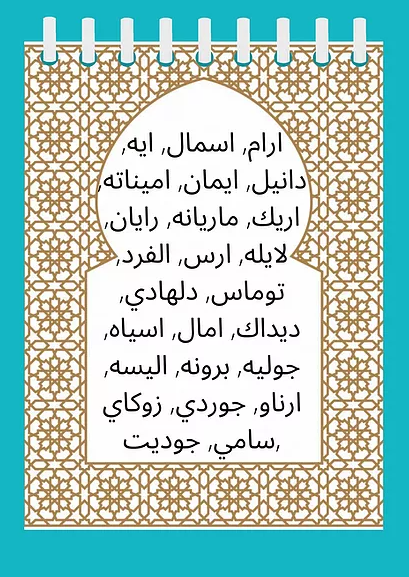 ارام, اسمال, ايه,
دانيل, ايمان, اميناته,
اريك, ماريانه, رايان,
لايله, ارس, الفرد,
توماس, دلهادي,
ديداك, امال, اسياه,
جوليه, برونه, اليسه,
ارناو, جوردي, زوكاي
,سامي, جوديت